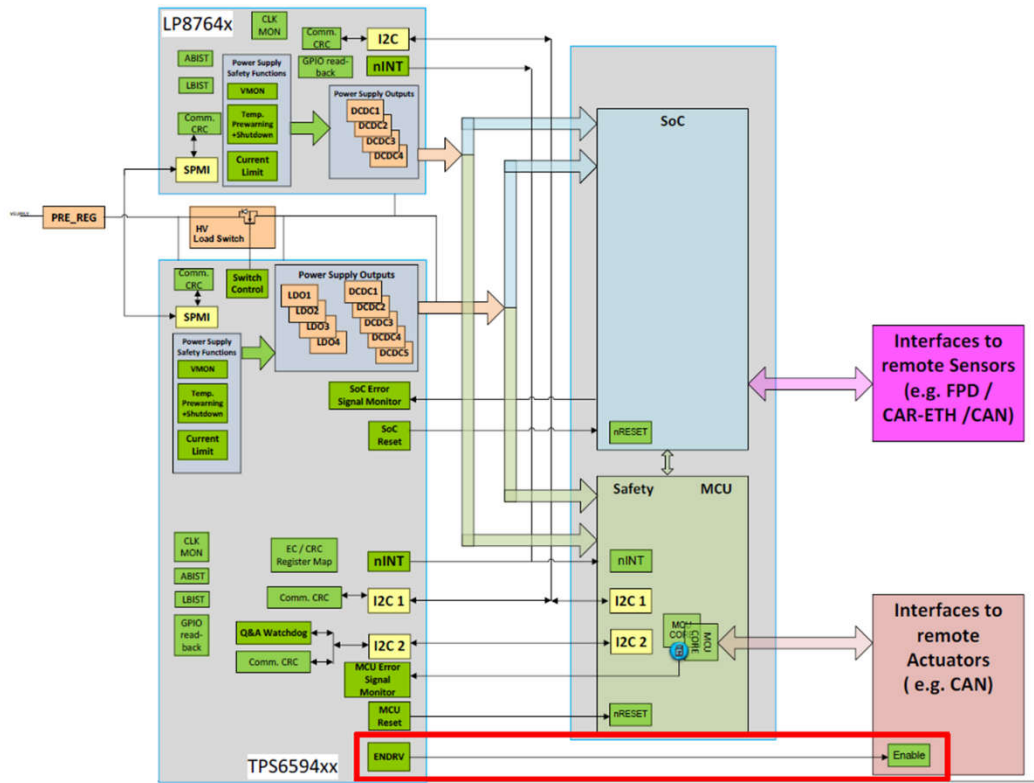 LP8764x
CLK
MON
ABIST
LBIST
Comm.
CRC
I2C
GPIO read-
back
nINT
Power Supply
Safety Functions
VMON
Temp.
Prewarning
+Shutdown
Current
Limit
Power Supply Outputs
DCDC1
DCDC2
DCDC3
DCDC4
Comm.
CRC
SPMI
PRE_REG
HV
Load Switch
Comm.
CRC
SPMI
Switch
Control
Power Supply Outputs
LDO1
LDO2
LDO3
LDO4
DCDC1
DCDC2
DCDC3
DCDC4
DCDC5
Power Supply
Safety Functions
VMON
Temp.
Prewarning
+Shutdown
Current
Limit
SoC Error
Signal Monitor
SoC
Reset
CLK
MON
ABIST
LBIST
GPIO
read-
back
EC / CRC
Register Map
nINT
Comm. CRC
I2C 1
Q&A Watchdog
Comm. CRC
I2C 2
MCU Error
Signal
Monitor
MCU
Reset
ENDRV
TPS6594xx
SoC
nRESET
Safety MCU
nINT
I2C 1
I2C 2
MCU
CORE
MCU
CORE
nRESET
Interfaces to
remote Sensors
(e.g. FPD /
CAR-ETH /CAN)
Interfaces to
remote
Actuators
( e.g. CAN)
Enable